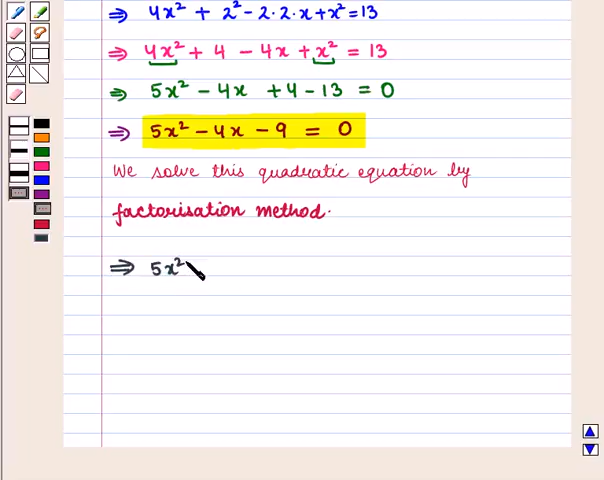 ⇒ 4x² + 2² - 2·2·x + x² = 13
⇒ 4x² + 4 - 4x + x² = 13
⇒ 5x² - 4x + 4 - 13 = 0
⇒ 5x² - 4x - 9 = 0
We solve this quadratic equation by
factorisation method.
⇒ 5x²